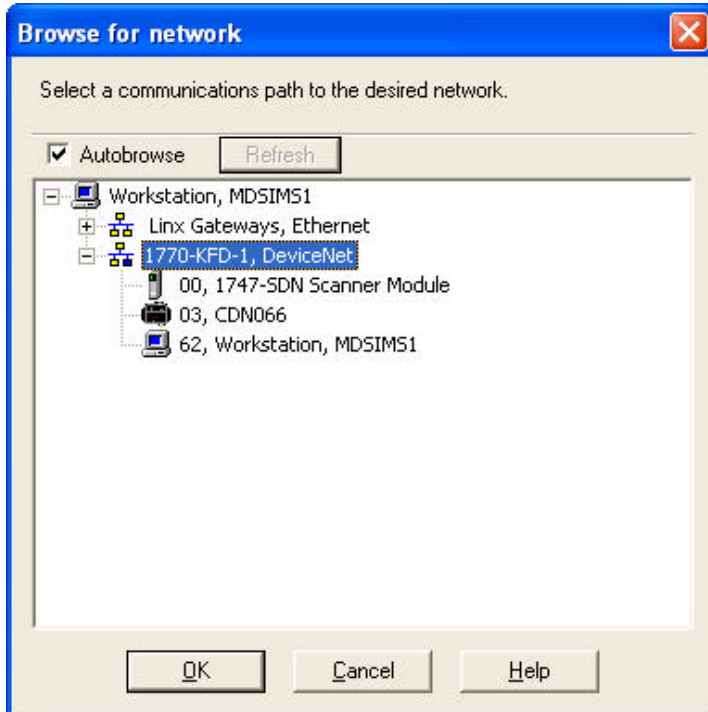 Browse for network
Select a communications path to the desired network.
Autobrowse Refresh
Workstation, MDSIMS1
Linx Gateways, Ethernet
1770-KFD-1, DeviceNet
00, 1747-SDN Scanner Module
03, CDN066
62, Workstation, MDSIMS1
OK Cancel Help